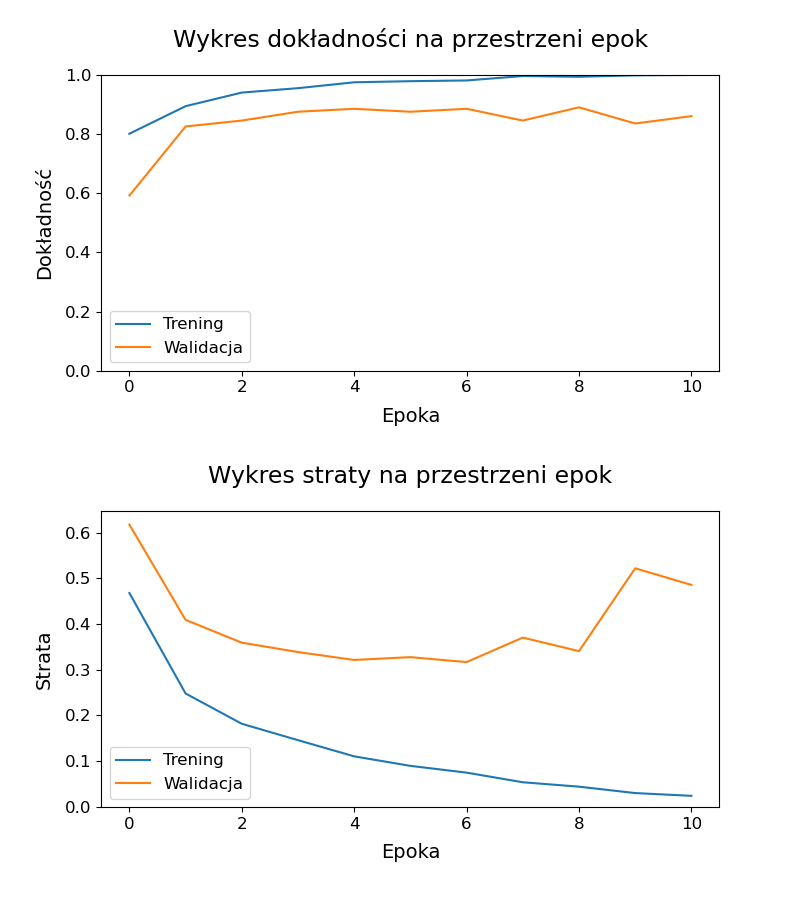 Wykres dokładności na przestrzeni epok
1.0
0.8
0.6
0.4
0.2
0.0
Dokładność
Trening
Walidacja
0 2 4 6 8 10
Epoka
Wykres straty na przestrzeni epok
0.6
0.5
0.4
0.3
0.2
0.1
0.0
Strata
Trening
Walidacja
0 2 4 6 8 10
Epoka